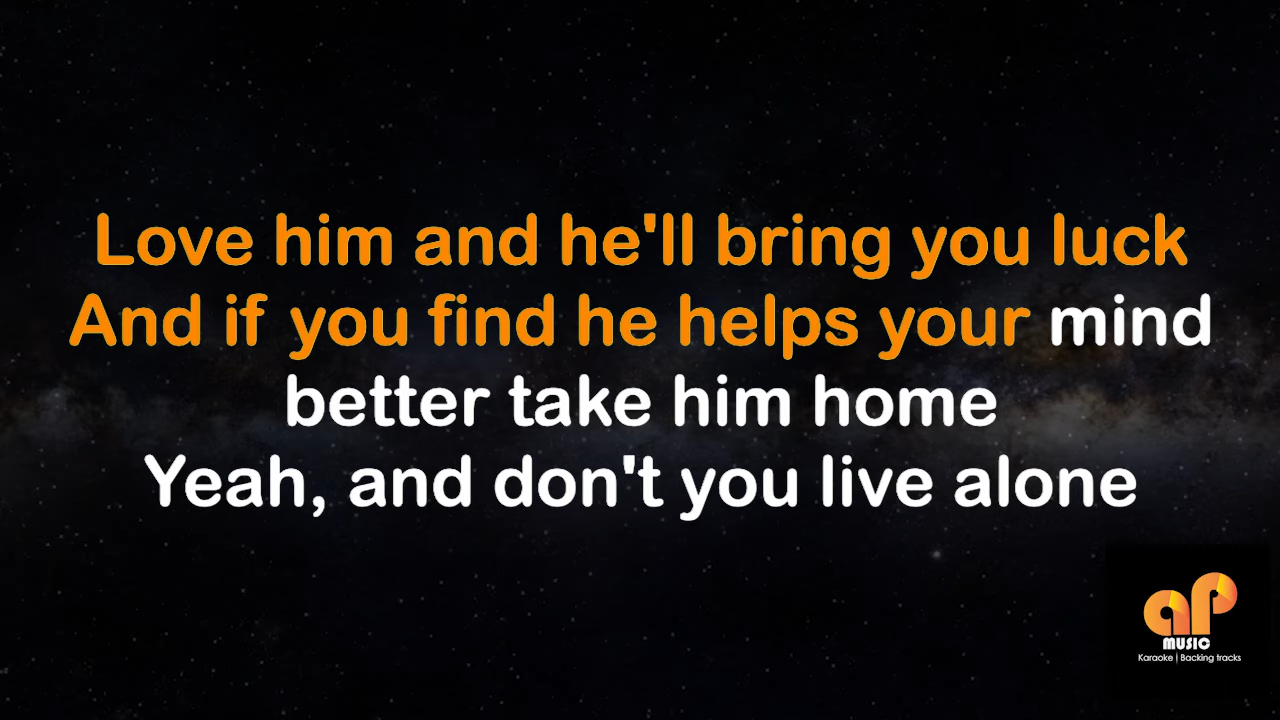 Love him and he'll bring you luck
And if you find he helps your mind
better take him home
Yeah, and don't you live alone
aP
MUSIC
Karaoke | Backing tracks